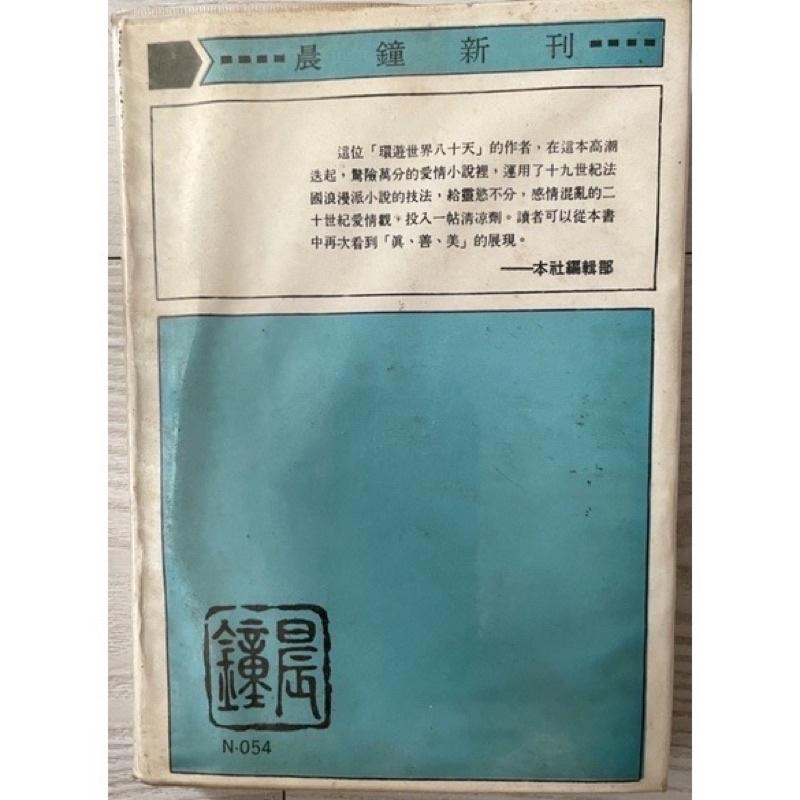 晨鐘新刊
這位「環遊世界八十天」的作者，在這本高潮
迭起，驚險萬分的愛情小說裡，運用了十九世紀法
國浪漫派小說的技法，給靈慾不分，感情混亂的二
十世紀愛情觀，投入一帖清凉劑。讀者可以從本書
中再次看到「眞、善、美」的展現。
——本社編輯部
晨鐘
N-054